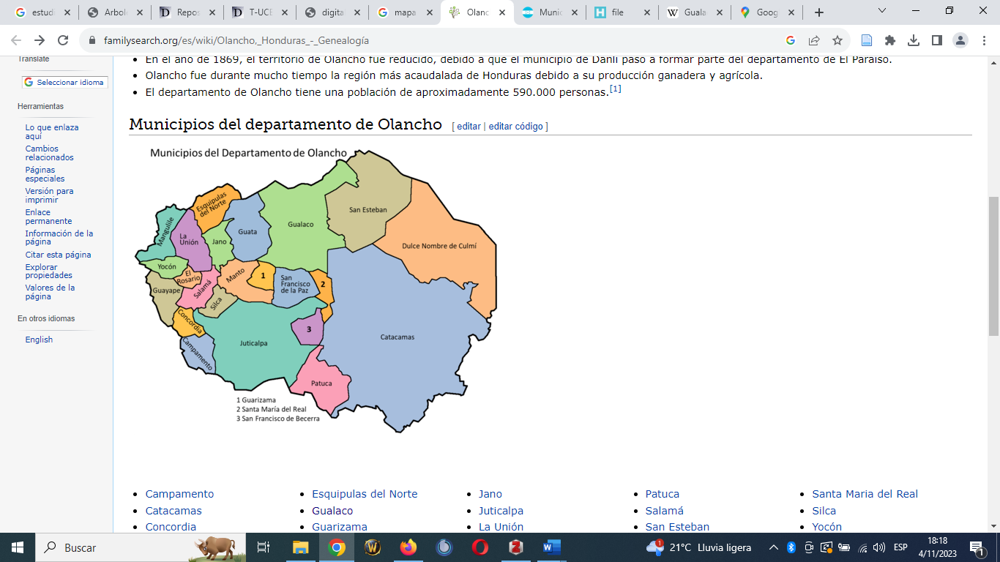 estudi
Arbole
Repos
T-UCE
digita
mapa
Olanc
Munic
file
Guala
Goog
familysearch.org/es/wiki/Olancho,_Honduras_-_Genealogía
Translate
Seleccionar idioma
Herramientas
Lo que enlaza
aquí
Cambios
relacionados
Páginas
especiales
Versión para
imprimir
Enlace
permanente
Información de la
página
Citar esta página
Explorar
propiedades
Valores de la
página
En otros idiomas
English
En el año de 1869, el territorio de Olancho fue reducido, debido a que el municipio de Danlí pasó a formar parte del departamento de El Paraíso.
Olancho fue durante mucho tiempo la región más acaudalada de Honduras debido a su producción ganadera y agrícola.
El departamento de Olancho tiene una población de aproximadamente 590.000 personas.[1]
Municipios del departamento de Olancho [ editar | editar código ]
Municipios del Departamento de Olancho
Esquipulas
del Norte
San Esteban
Mangulile
La
Unión
Jano
Guata
Gualaco
Dulce Nombre de Culmí
Yocón
El
Rosario
Salamá
Manto
1
San
Francisco
de la Paz
2
Guayape
Silca
Concordia
3
Juticalpa
Catacamas
Campamento
Patuca
1 Guarizama
2 Santa María del Real
3 San Francisco de Becerra
Campamento
Catacamas
Concordia
Esquipulas del Norte
Gualaco
Guarizama
Jano
Juticalpa
La Unión
Patuca
Salamá
San Esteban
Santa Maria del Real
Silca
Yocón
Buscar
1
21°C Lluvia ligera
ESP
18:18
4/11/2023
1